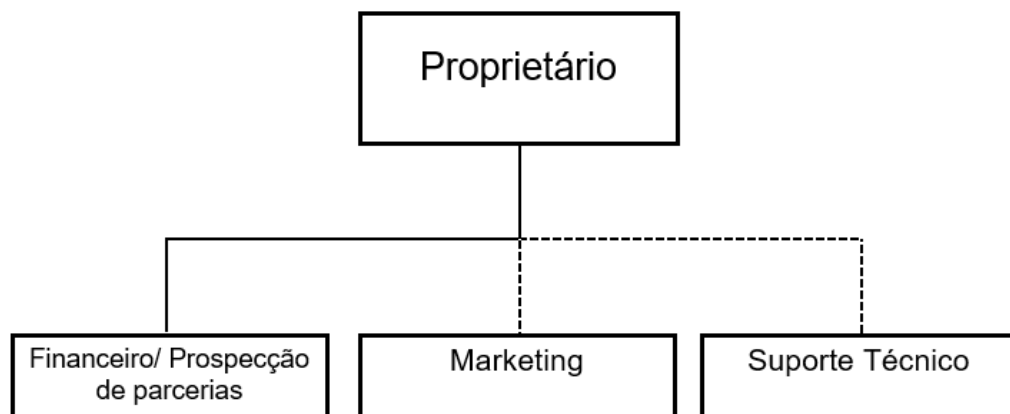 Proprietário
Financeiro/ Prospecção
de parcerias
Marketing
Suporte Técnico